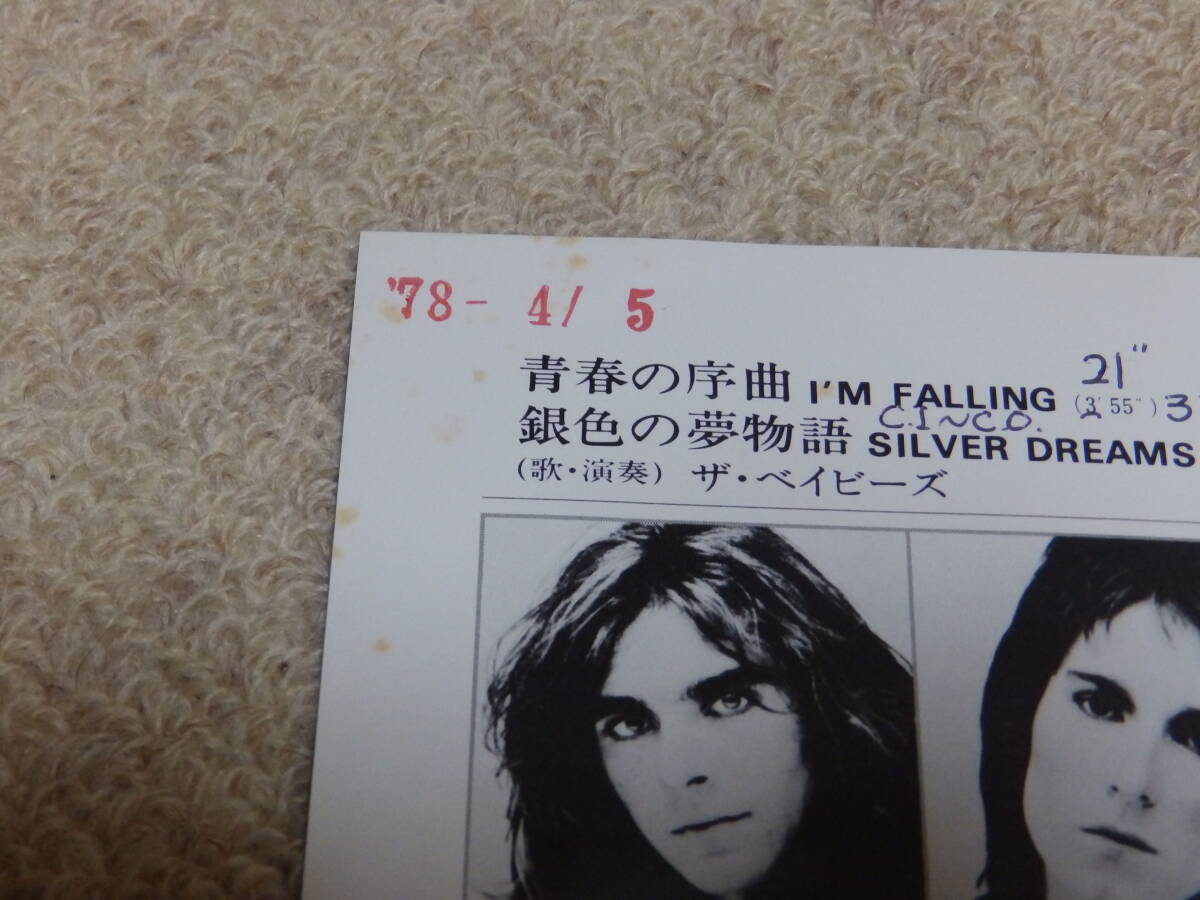 '78- 4/ 5
青春の序曲 I'M FALLING (3′55″) 21″
銀色の夢物語 SILVER DREAMS
(歌・演奏) ザ・ベイビーズ